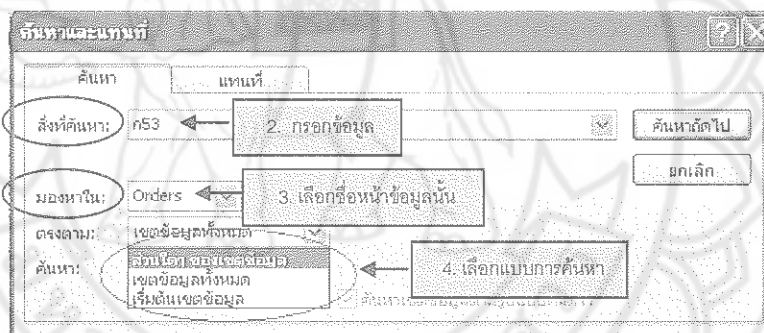 ค้นหาและแทนที่
ค้นหา
แทนที่
สิ่งที่ค้นหา:
ก53
2. กรอกข้อมูล
ค้นหาถัดไป
ยกเลิก
มองหาใน:
Orders
3. เลือกชื่อหน้าข้อมูลนั้น
ตรงตาม:
เขตข้อมูลทั้งหมด
ค้นหา:
ส่วนใดๆ ของเขตข้อมูล
เขตข้อมูลทั้งหมด
เริ่มต้นเขตข้อมูล
4. เลือกแบบการค้นหา